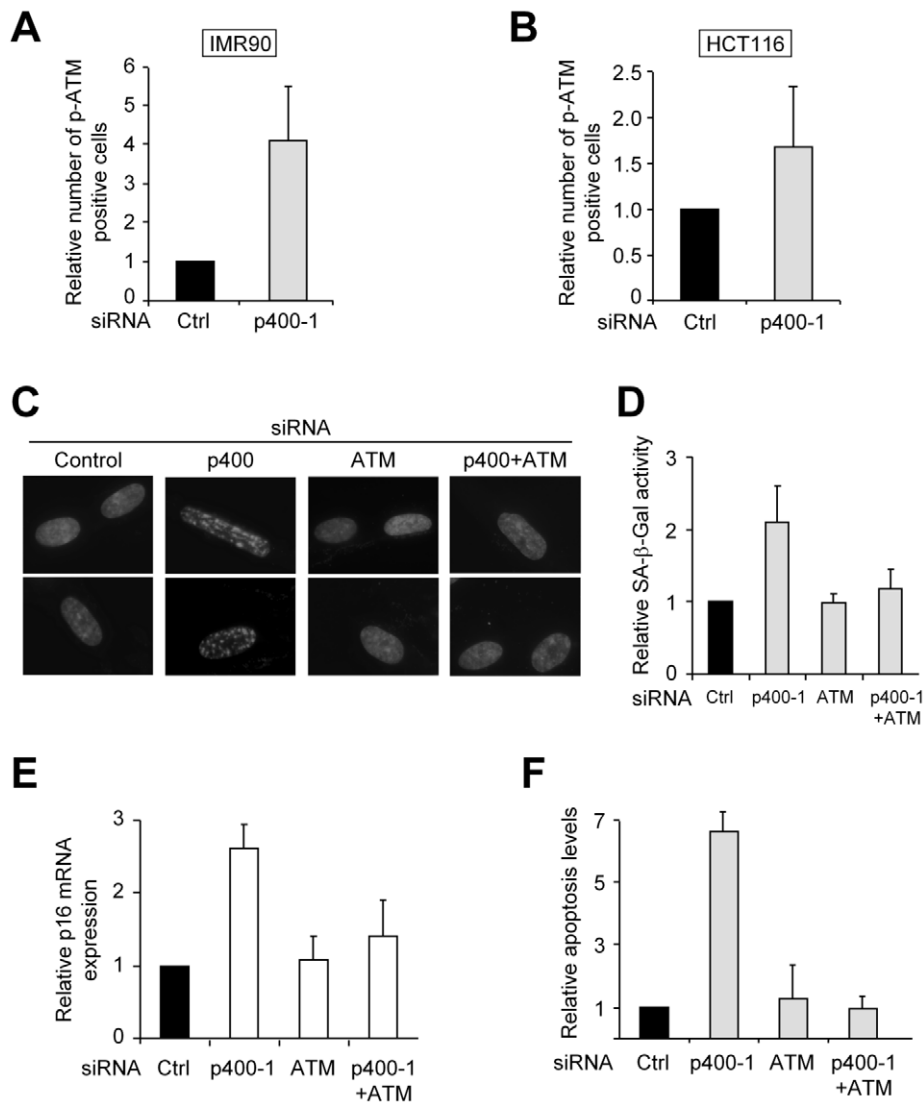 A
IMR90
Relative number of p-ATM
positive cells
6
5
4
3
2
1
0
siRNA Ctrl p400-1
B
HCT116
Relative number of p-ATM
positive cells
2.5
2.0
1.5
1.0
0.5
0
siRNA Ctrl p400-1
C
siRNA
Control p400 ATM p400+ATM
D
Relative SA-β-Gal activity
3
2
1
0
siRNA Ctrl p400-1 ATM p400-1
+ATM
E
Relative p16 mRNA
expression
3
2
1
0
siRNA Ctrl p400-1 ATM p400-1
+ATM
F
Relative apoptosis levels
7
5
3
1
siRNA Ctrl p400-1 ATM p400-1
+ATM